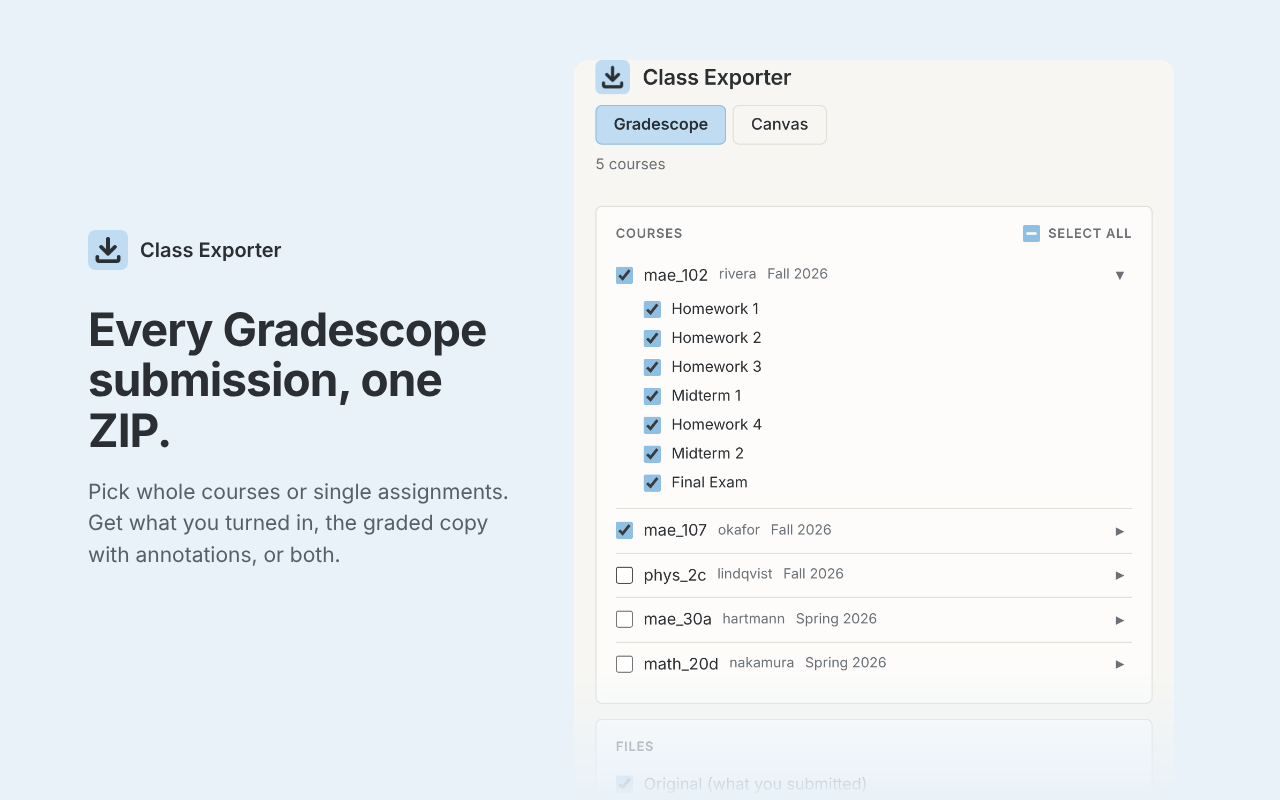 Class Exporter
Every Gradescope
submission, one
ZIP.
Pick whole courses or single assignments.
Get what you turned in, the graded copy
with annotations, or both.
Class Exporter
Gradescope Canvas
5 courses
COURSES SELECT ALL
mae_102 rivera Fall 2026
Homework 1
Homework 2
Homework 3
Midterm 1
Homework 4
Midterm 2
Final Exam
mae_107 okafor Fall 2026
phys_2c lindqvist Fall 2026
mae_30a hartmann Spring 2026
math_20d nakamura Spring 2026
FILES
Original (what you submitted)